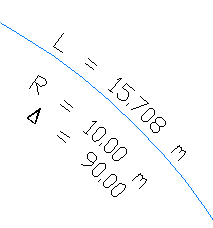 L = 15,708 m
R = 10,00 m
Δ = 90,00